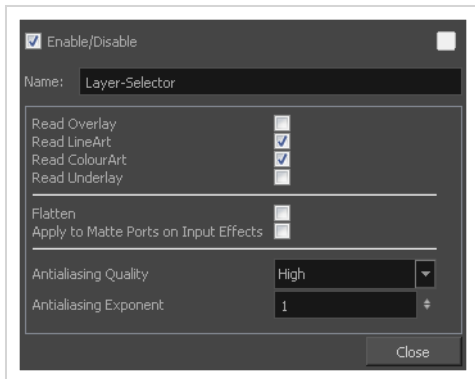 Enable/Disable
Name: Layer-Selector
Read Overlay
Read LineArt
Read ColourArt
Read Underlay
Flatten
Apply to Matte Ports on Input Effects
Antialiasing Quality High
Antialiasing Exponent 1
Close